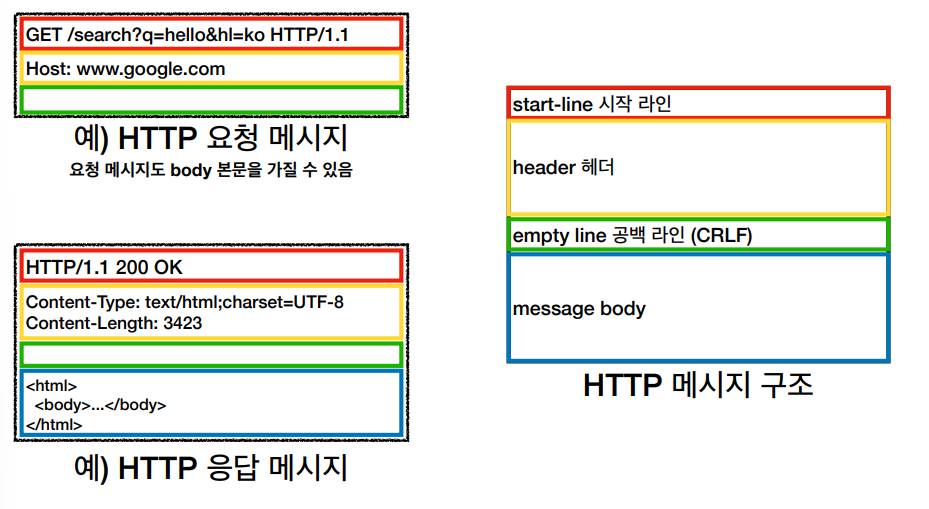 GET /search?q=hello&hl=ko HTTP/1.1
Host: www.google.com
예) HTTP 요청 메시지
요청 메시지도 body 본문을 가질 수 있음
HTTP/1.1 200 OK
Content-Type: text/html;charset=UTF-8
Content-Length: 3423
<html>
  <body>...</body>
</html>
예) HTTP 응답 메시지
start-line 시작 라인
header 헤더
empty line 공백 라인 (CRLF)
message body
HTTP 메시지 구조